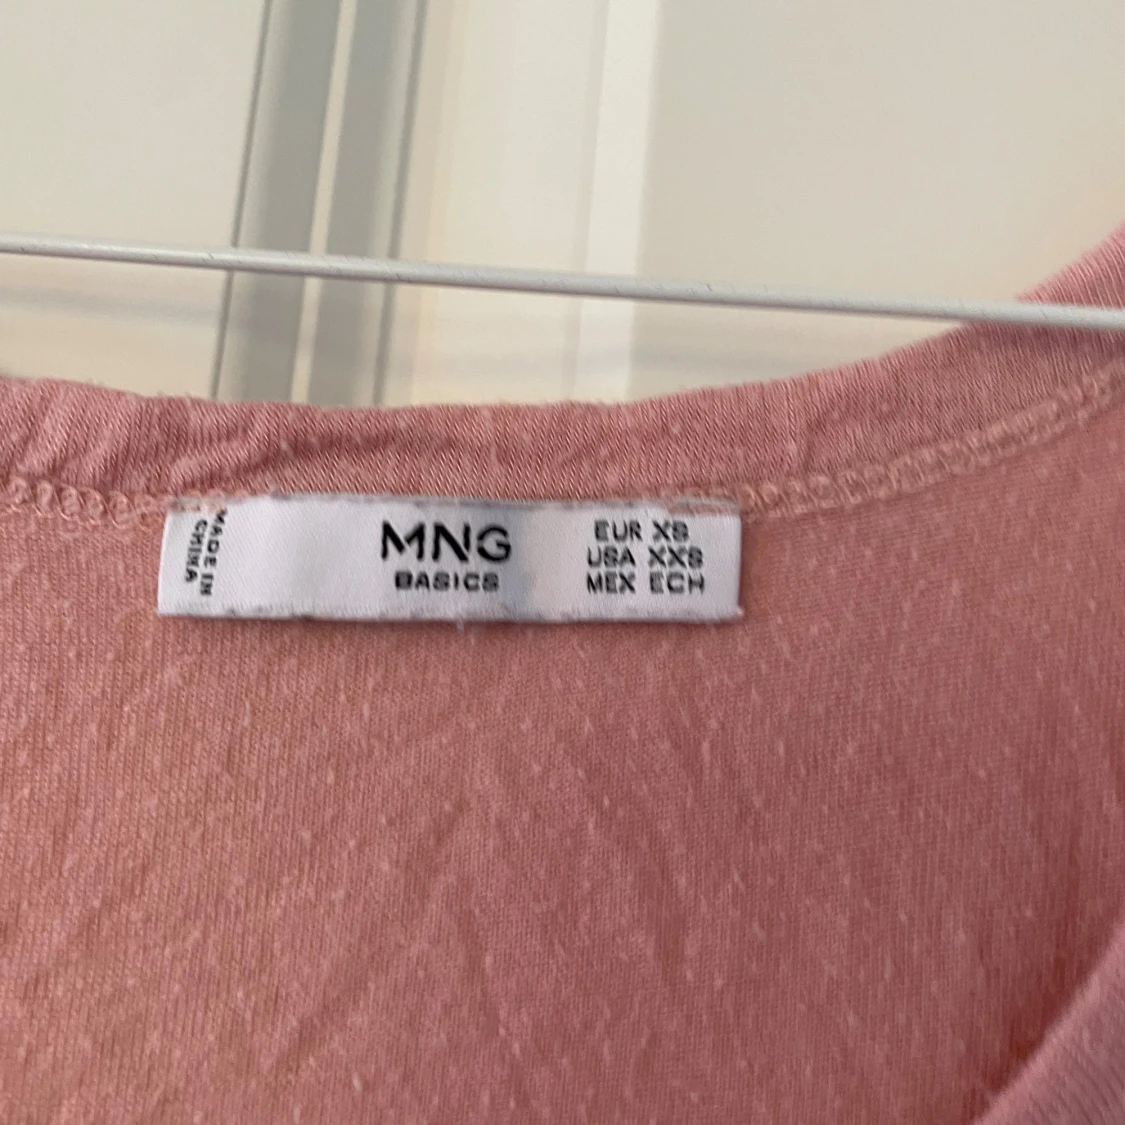 MADE IN
CHINA
MNG
BASICS
EUR XS
USA XXS
MEX ECH